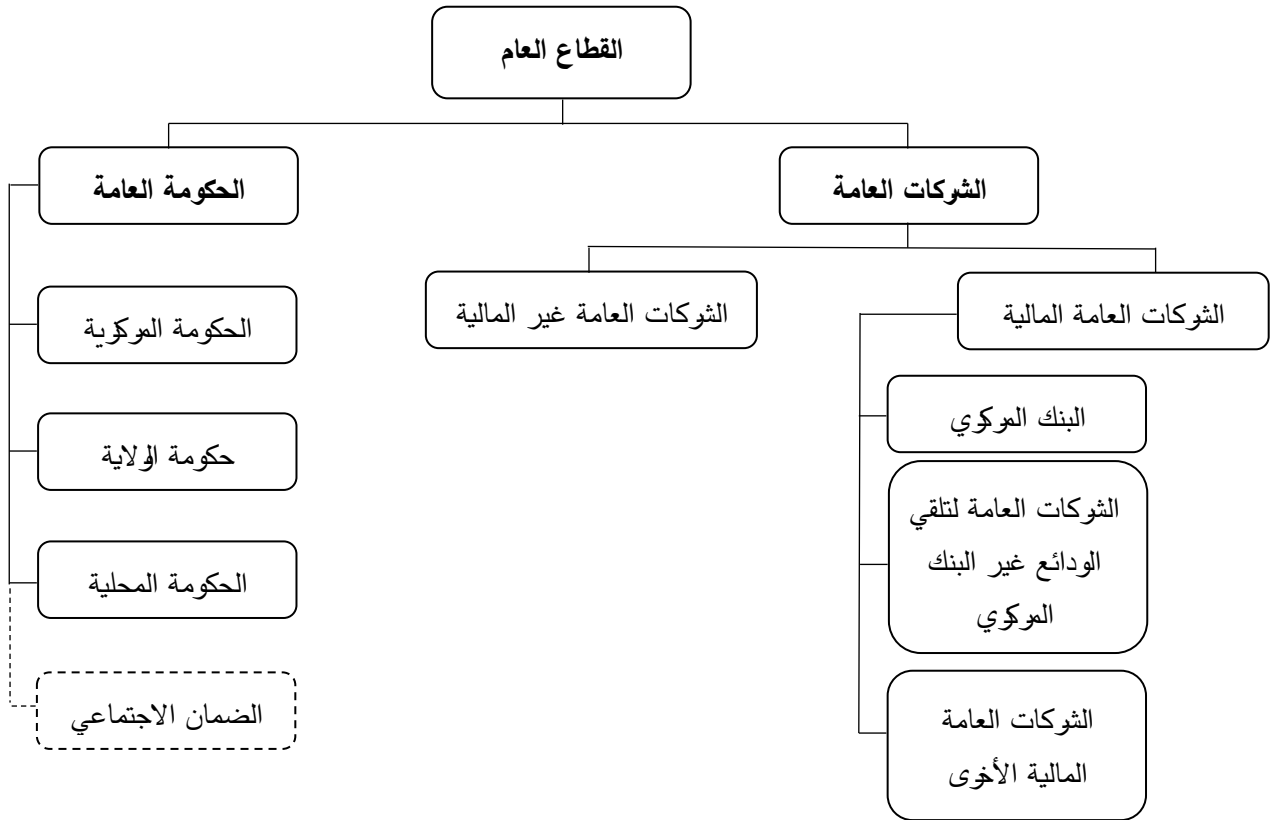 القطاع العام
الحكومة العامة
الشركات العامة
الحكومة المركزية
حكومة الولاية
الحكومة المحلية
الضمان الاجتماعي
الشركات العامة غير المالية
الشركات العامة المالية
البنك المركزي
الشركات العامة لتلقي
الودائع غير البنك
المركزي
الشركات العامة
المالية الأخرى